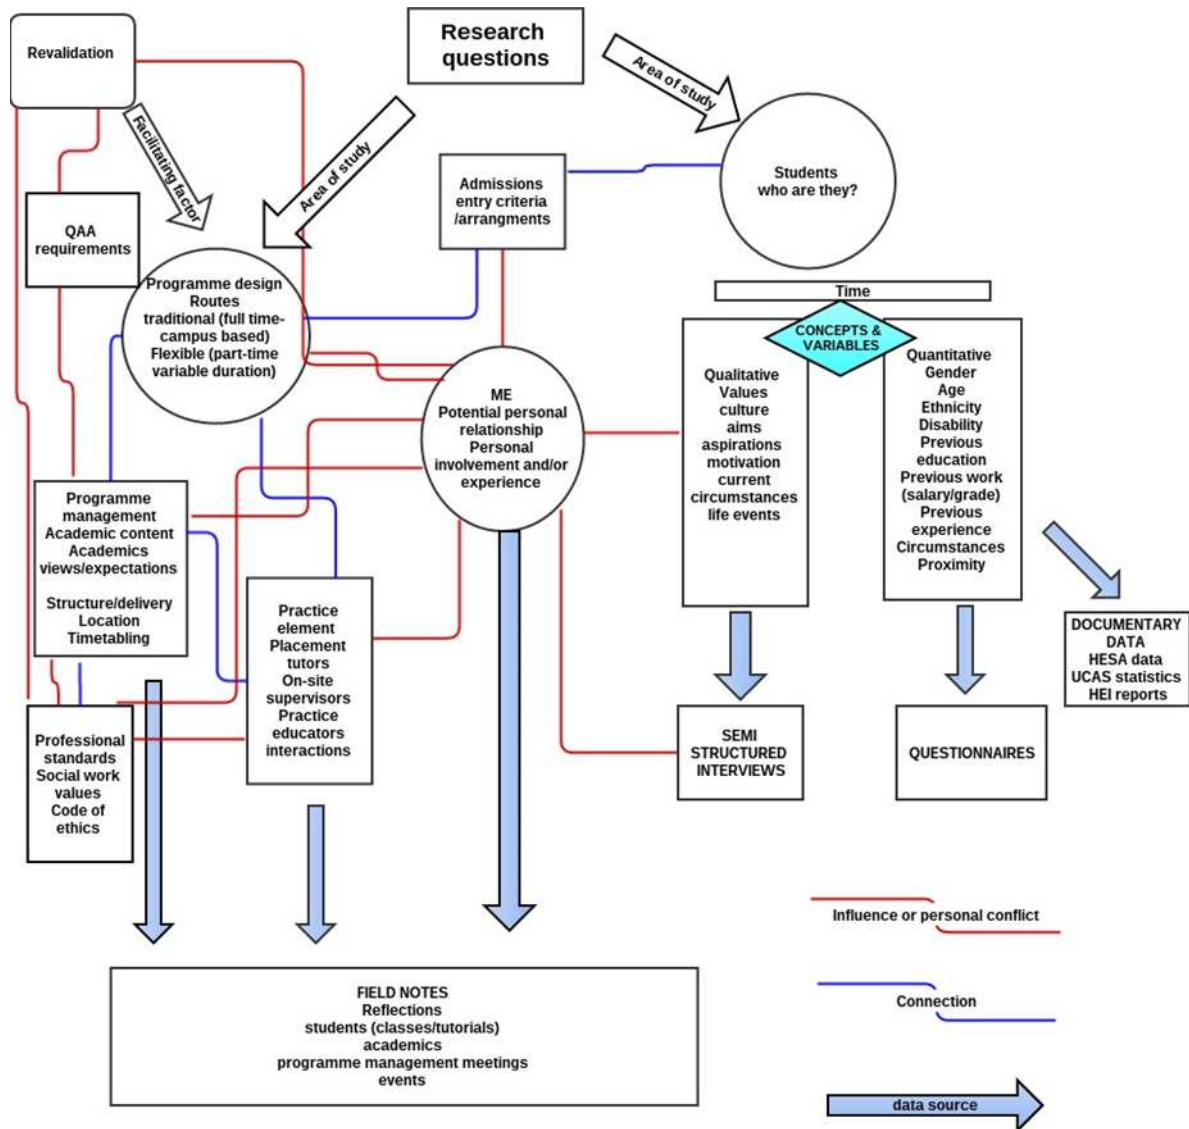 Research
questions
Revalidation
Facilitating factor
Area of study
Area of study
Admissions
entry criteria
/arrangments
Students
who are they?
QAA
requirements
Programme design
Routes
traditional (full time-
campus based)
Flexible (part-time
variable duration)
Time
CONCEPTS &
VARIABLES
ME
Potential personal
relationship
Personal
involvement and/or
experience
Qualitative
Values
culture
aims
aspirations
motivation
current
circumstances
life events
Quantitative
Gender
Age
Ethnicity
Disability
Previous
education
Previous work
(salary/grade)
Previous
experience
Circumstances
Proximity
Programme
management
Academic content
Academics
views/expectations
Structure/delivery
Location
Timetabling
Practice
element
Placement
tutors
On-site
supervisors
Practice
educators
interactions
DOCUMENTARY
DATA
HESA data
UCAS statistics
HEI reports
Professional
standards
Social work
values
Code of
ethics
SEMI
STRUCTURED
INTERVIEWS
QUESTIONNAIRES
FIELD NOTES
Reflections
students (classes/tutorials)
academics
programme management meetings
events
Influence or personal conflict
Connection
data source